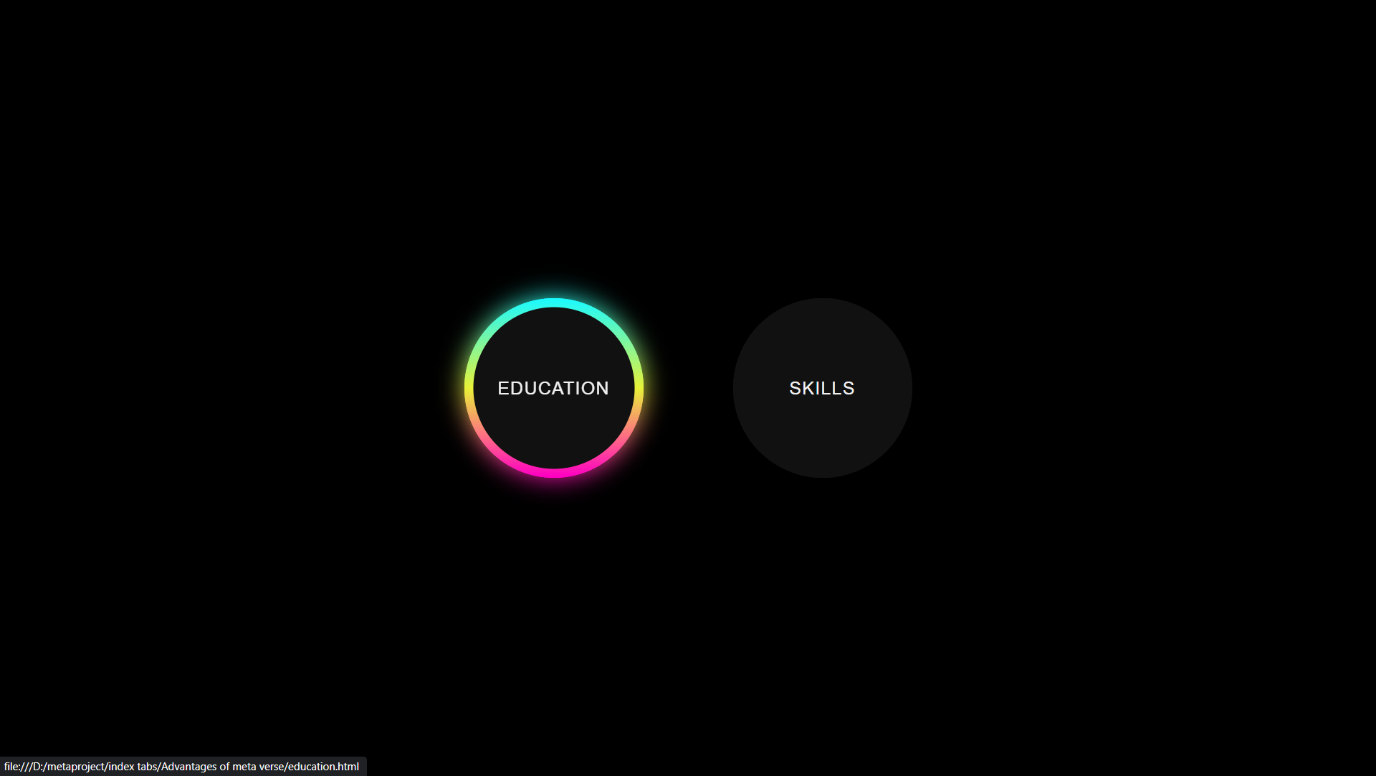 EDUCATION
SKILLS
file:///D:/metaproject/index tabs/Advantages of meta verse/education.html